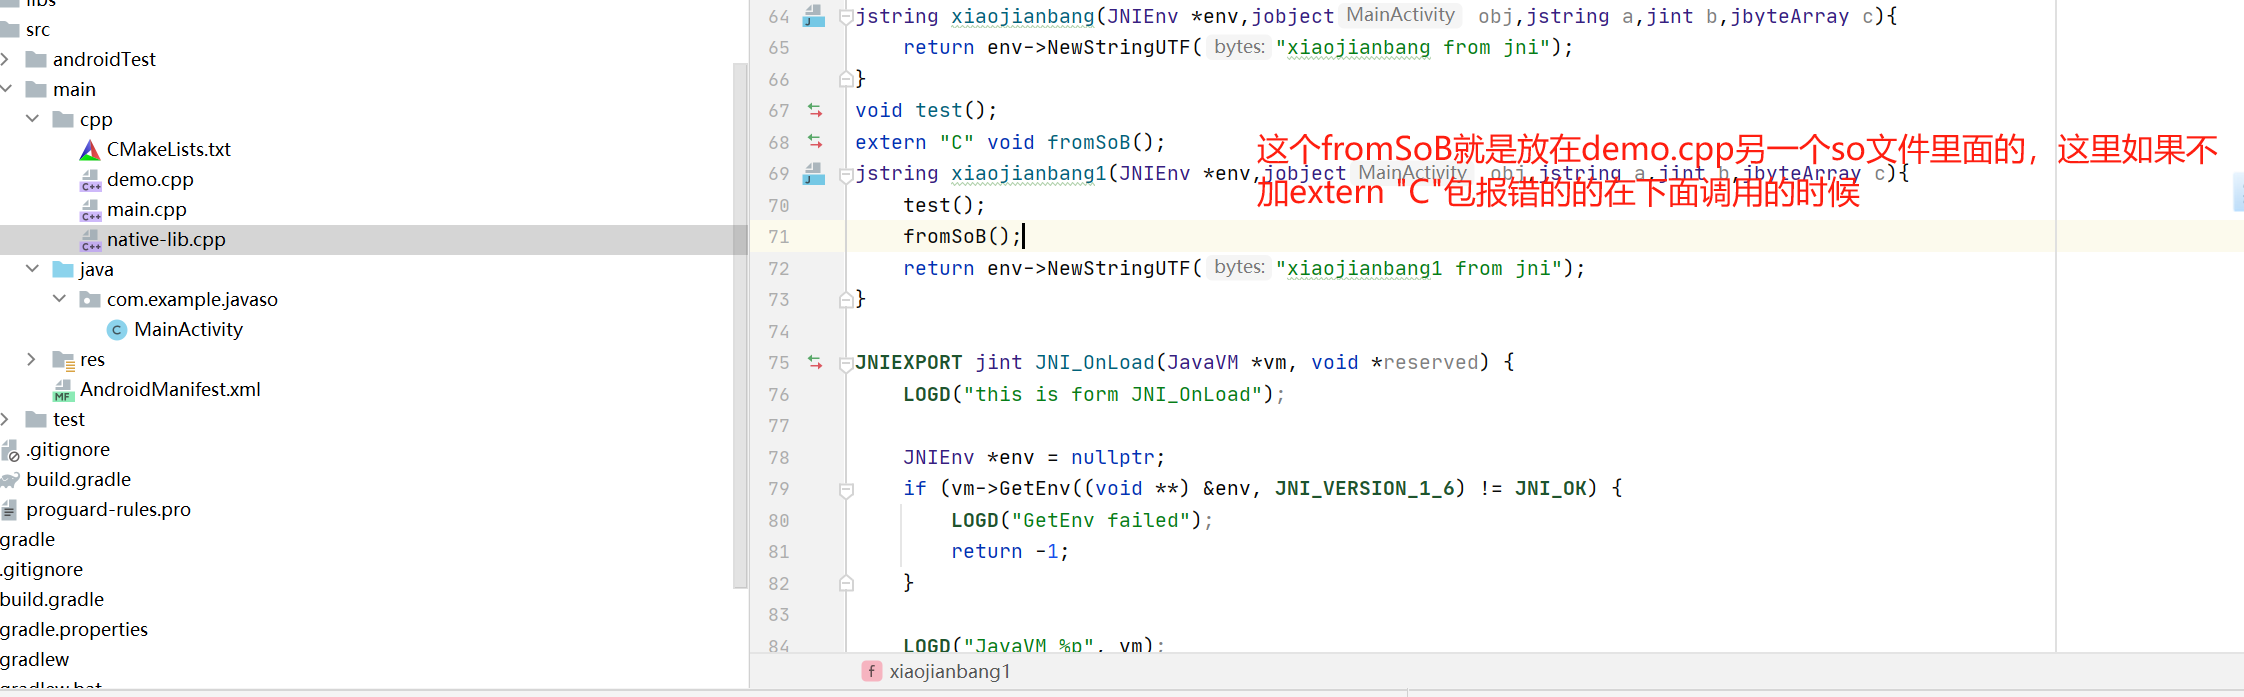 libs
src
androidTest
main
cpp
CMakeLists.txt
demo.cpp
main.cpp
native-lib.cpp
java
com.example.javaso
MainActivity
res
AndroidManifest.xml
test
.gitignore
build.gradle
proguard-rules.pro
gradle
.gitignore
build.gradle
gradle.properties
gradlew
gradlew.bat
64 jstring xiaojianbang(JNIEnv *env,jobject MainActivity obj,jstring a,jint b,jbyteArray c){
65 return env->NewStringUTF( bytes: "xiaojianbang from jni");
66 }
67 void test();
68 extern "C" void fromSoB();
这个fromSoB就是放在demo.cpp另一个so文件里面的，这里如果不
69 jstring xiaojianbang1(JNIEnv *env,jobject MainActivity obj,jstring a,jint b,jbyteArray c){
加extern "C"包报错的的在下面调用的时候
70 test();
71 fromSoB();
72 return env->NewStringUTF( bytes: "xiaojianbang1 from jni");
73 }
74
75 JNIEXPORT jint JNI_OnLoad(JavaVM *vm, void *reserved) {
76 LOGD("this is form JNI_OnLoad");
77
78 JNIEnv *env = nullptr;
79 if (vm->GetEnv((void **) &env, JNI_VERSION_1_6) != JNI_OK) {
80 LOGD("GetEnv failed");
81 return -1;
82 }
83
84 LOGD("JavaVM %p", vm);
f xiaojianbang1